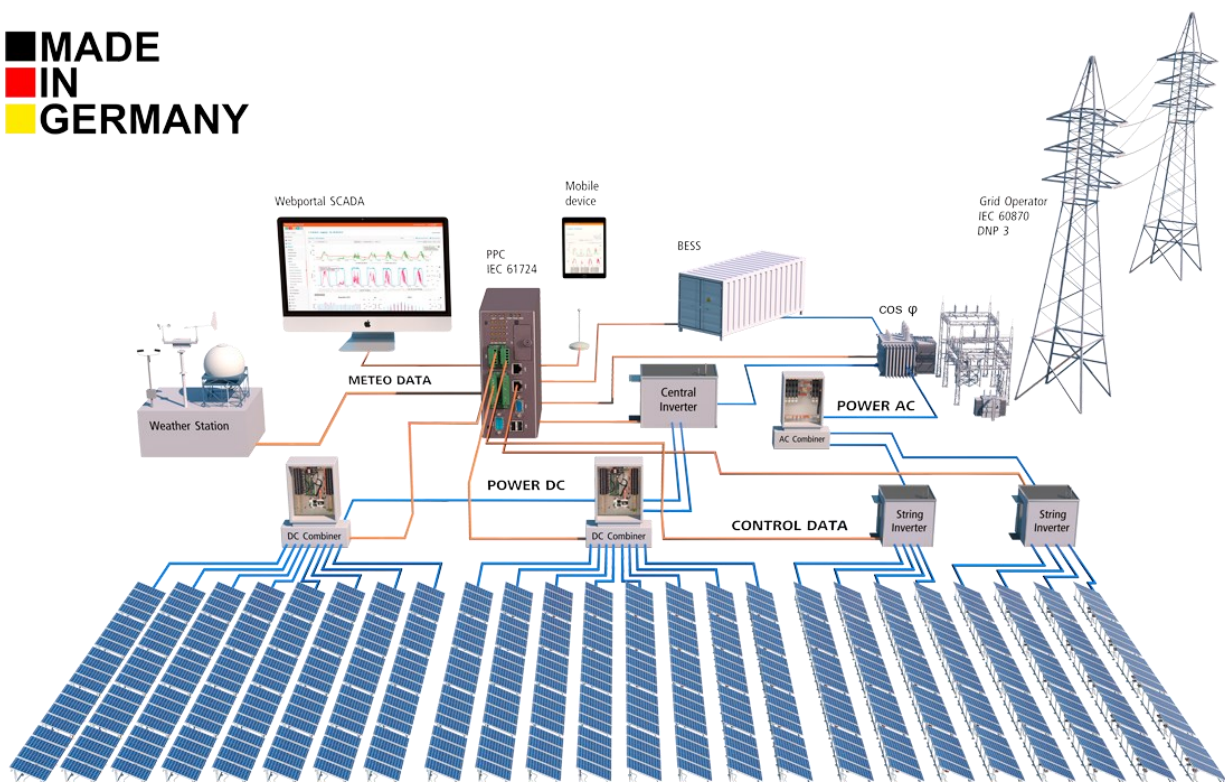 MADE
IN
GERMANY
Webportal SCADA
Mobile
device
Grid Operator
IEC 60870
DNP 3
PPC
IEC 61724
BESS
cos φ
METEO DATA
Central
Inverter
POWER AC
Weather Station
AC Combiner
POWER DC
CONTROL DATA
String
Inverter
String
Inverter
DC Combiner
DC Combiner